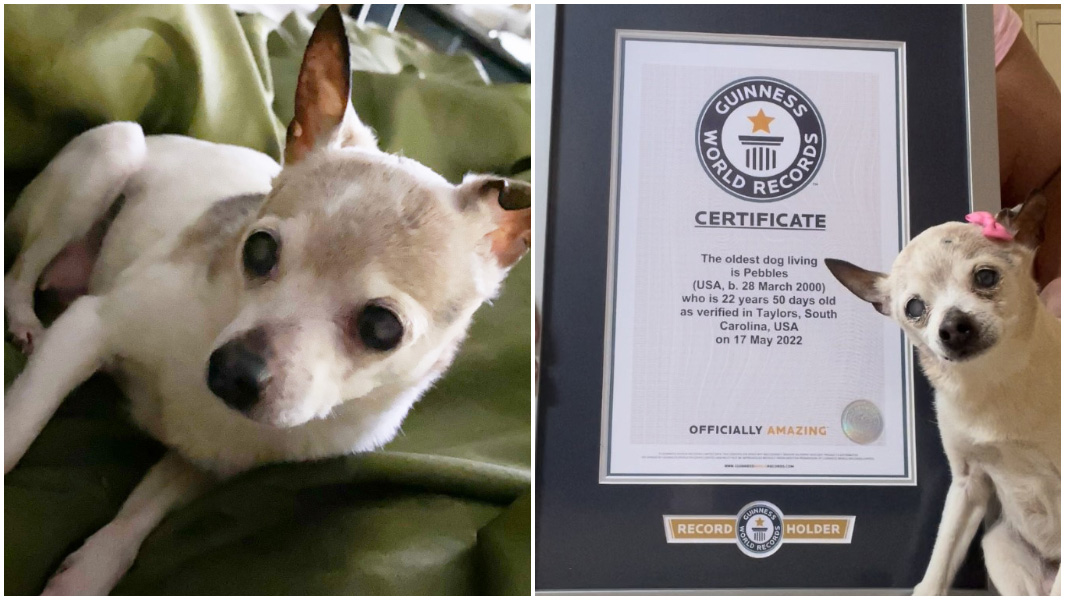 GUINNESS
WORLD RECORDS
CERTIFICATE
The oldest dog living
is Pebbles
(USA, b. 28 March 2000)
who is 22 years 50 days old
as verified in Taylors, South
Carolina, USA
on 17 May 2022
OFFICIALLY AMAZING
RECORD
GUINNESS
WORLD RECORDS
HOLDER